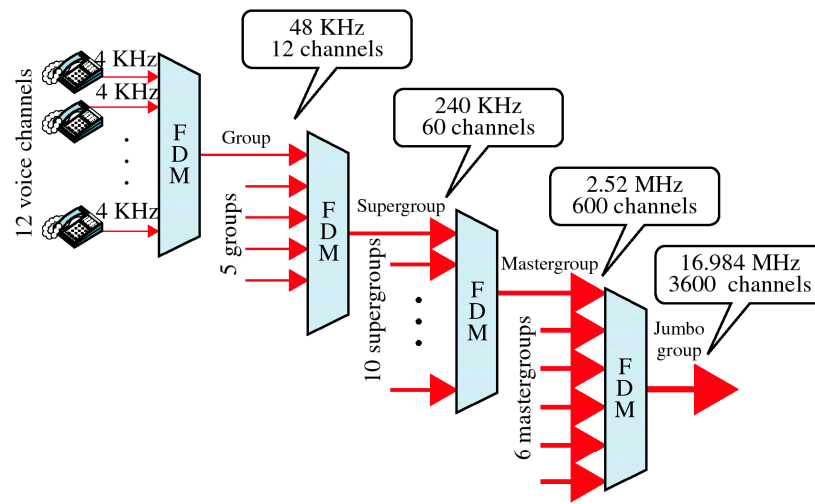 48 KHz
12 channels
4 KHz
4 KHz
4 KHz
12 voice channels
F
D
M
Group
240 KHz
60 channels
5 groups
F
D
M
Supergroup
2.52 MHz
600 channels
10 supergroups
F
D
M
Mastergroup
16.984 MHz
3600 channels
6 mastergroups
F
D
M
Jumbo
group